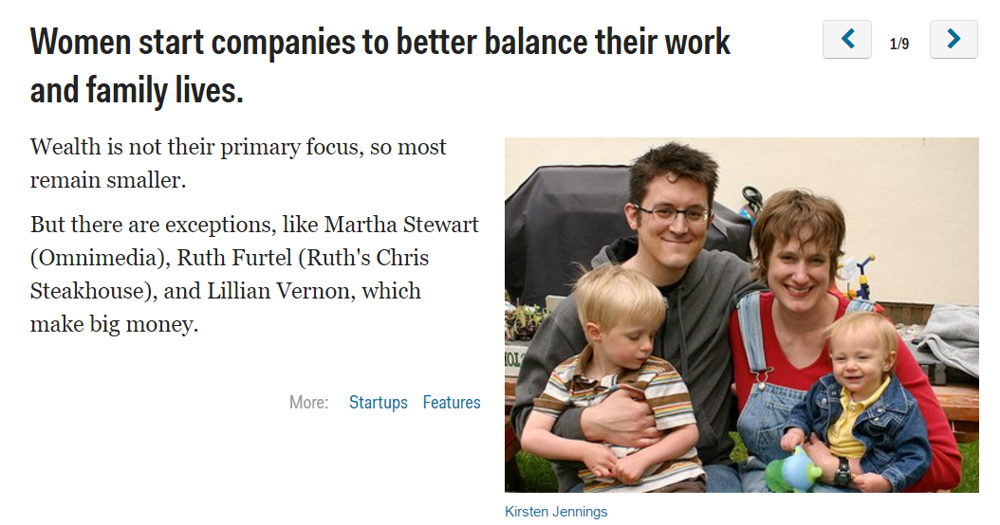 Women start companies to better balance their work
and family lives.
1/9
Wealth is not their primary focus, so most
remain smaller.
But there are exceptions, like Martha Stewart
(Omnimedia), Ruth Furtel (Ruth's Chris
Steakhouse), and Lillian Vernon, which
make big money.
More: Startups Features
Kirsten Jennings